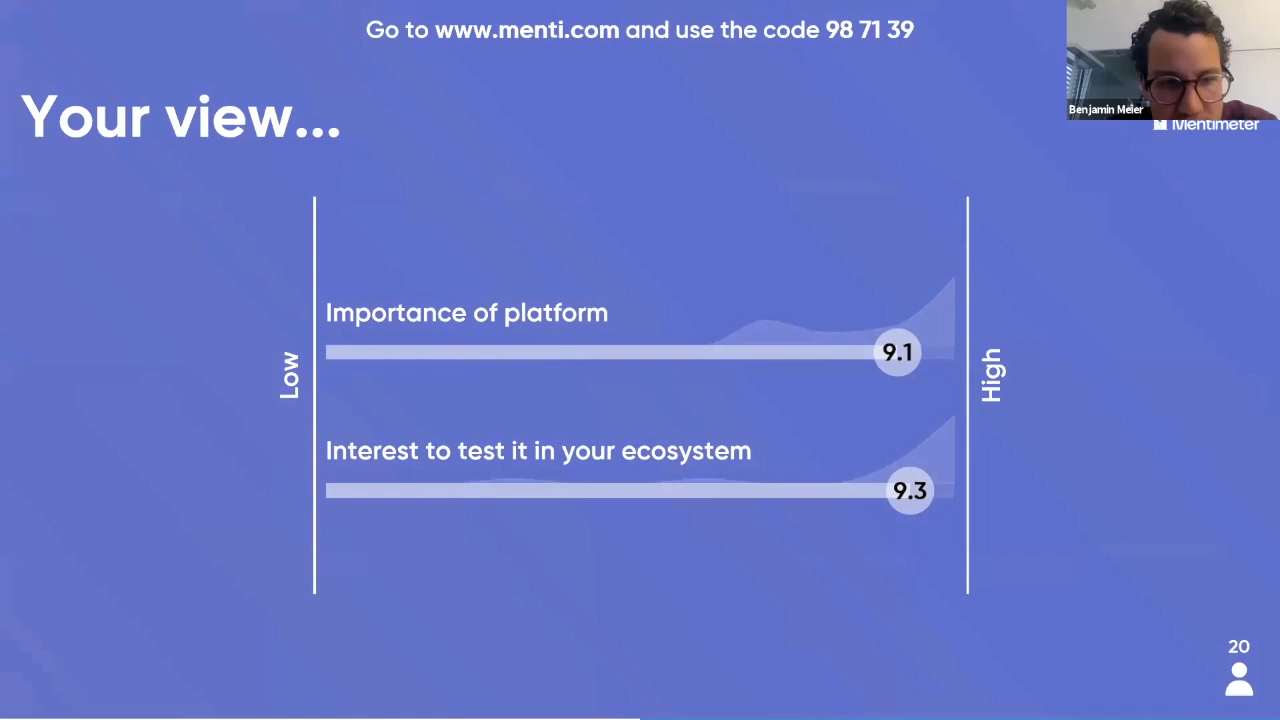 Go to www.menti.com and use the code 98 71 39
Your view...
Benjamin Meier
Mentimeter
Importance of platform
9.1
Low
High
Interest to test it in your ecosystem
9.3
20